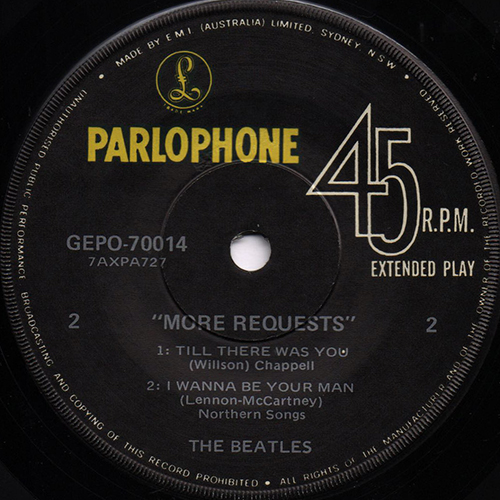 MADE BY E.M.I. (AUSTRALIA) LIMITED, SYDNEY, N.S.W.
ALL RIGHTS OF THE MANUFACTURER AND OF THE OWNER OF THE RECORDED WORK RESERVED
UNAUTHORISED PUBLIC PERFORMANCE BROADCASTING AND COPYING OF THIS RECORD PROHIBITED
£
TRADE MARK
PARLOPHONE
45
R.P.M.
EXTENDED PLAY
GEPO-70014
7AXPA727
2
2
"MORE REQUESTS"
1: TILL THERE WAS YOU
(Willson) Chappell
2: I WANNA BE YOUR MAN
(Lennon-McCartney)
Northern Songs
THE BEATLES